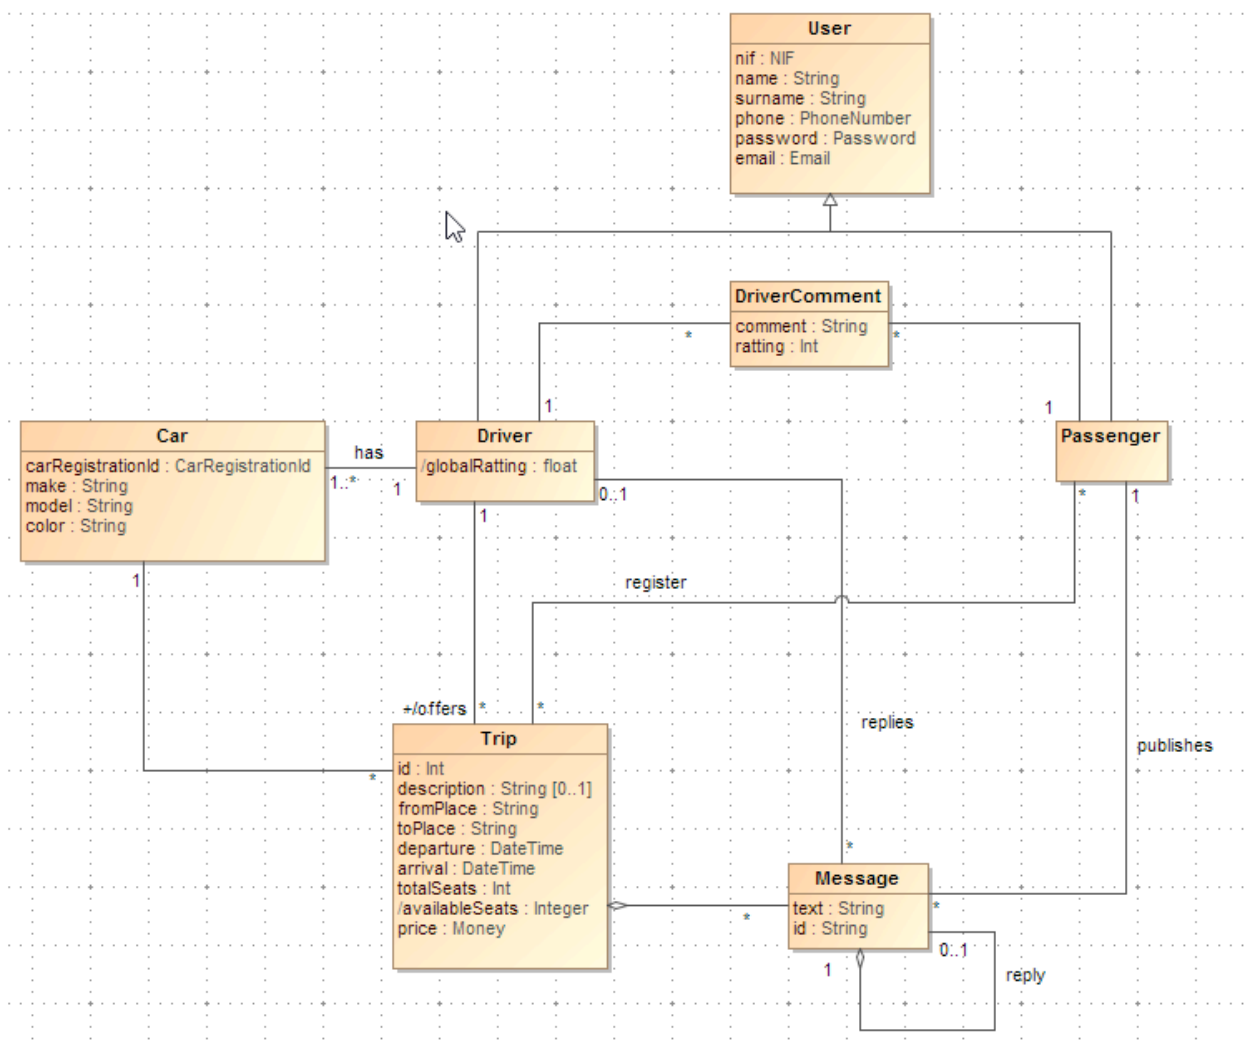 User
nif : NIF
name : String
surname : String
phone : PhoneNumber
password : Password
email : Email
DriverComment
comment : String
ratting : Int
*
*
1
1
Car
carRegistrationId : CarRegistrationId
make : String
model : String
color : String
has
1..*
1
Driver
/globalRatting : float
0..1
Passenger
*
1
1
1
register
+/offers
*
*
replies
publishes
*
Trip
id : Int
description : String [0..1]
fromPlace : String
toPlace : String
departure : DateTime
arrival : DateTime
totalSeats : Int
/availableSeats : Integer
price : Money
*
*
Message
text : String
id : String
*
0..1
1
reply